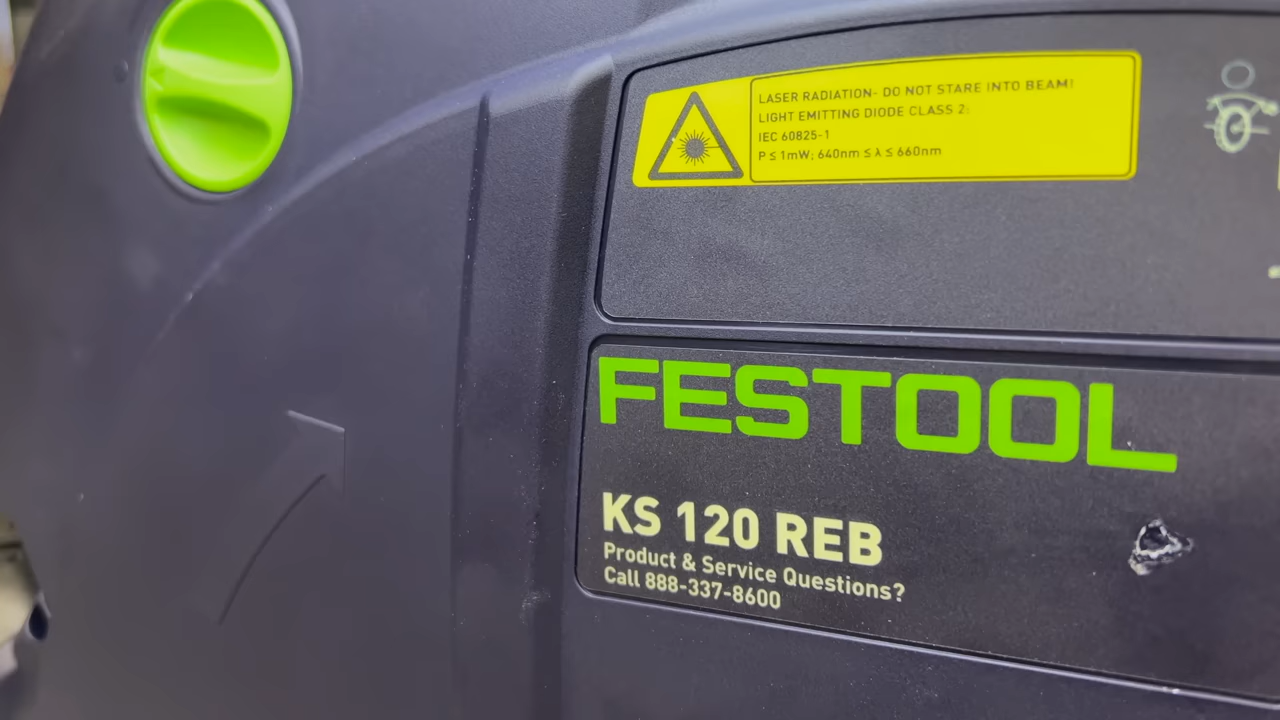 LASER RADIATION- DO NOT STARE INTO BEAM!
LIGHT EMITTING DIODE CLASS 2:
IEC 60825-1
P ≤ 1mW; 640nm ≤ λ ≤ 660nm
FESTOOL
KS 120 REB
Product & Service Questions?
Call 888-337-8600